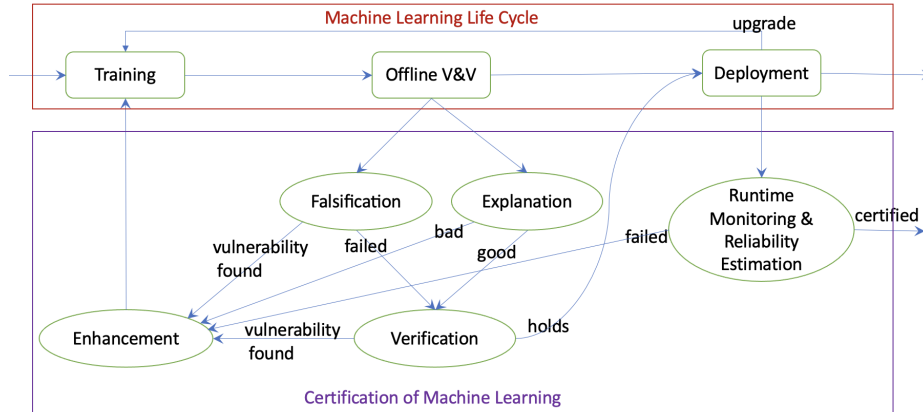 Machine Learning Life Cycle
upgrade
Training
Offline V&V
Deployment
Falsification
Explanation
Runtime
Monitoring &
Reliability
Estimation
certified
vulnerability
found
failed
bad
good
failed
Enhancement
vulnerability
found
Verification
holds
Certification of Machine Learning